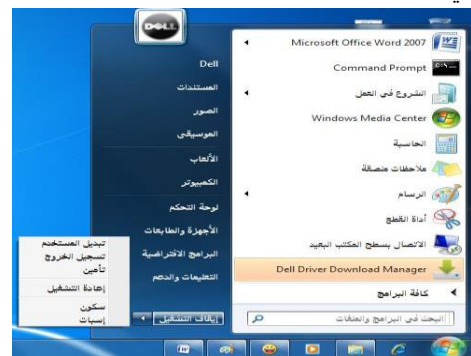 DELL
Microsoft Office Word 2007
Command Prompt
الشروع في العمل
Windows Media Center
الحاسبة
ملاحظات ملصقة
الرسام
أداة القطع
الاتصال بسطح المكتب البعيد
Dell Driver Download Manager
كافة البرامج
البحث في البرامج والملفات
Dell
المستندات
الصور
الموسيقى
الألعاب
الكمبيوتر
لوحة التحكم
الأجهزة والطابعات
البرامج الافتراضية
التعليمات والدعم
إيقاف التشغيل
تبديل المستخدم
تسجيل الخروج
تأمين
إعادة التشغيل
سكون
إسبات